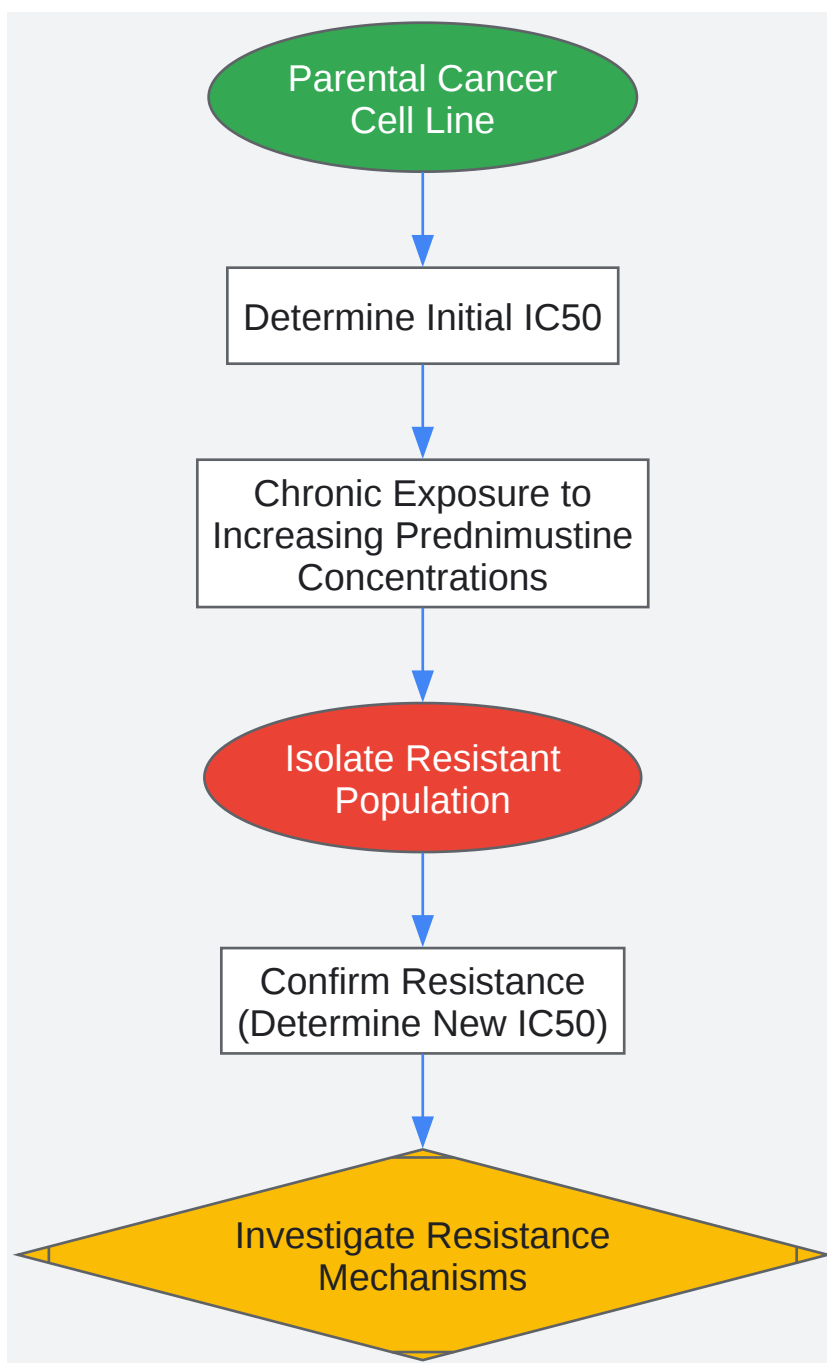 Parental Cancer
Cell Line
Determine Initial IC50
Chronic Exposure to
Increasing Prednimustine
Concentrations
Isolate Resistant
Population
Confirm Resistance
(Determine New IC50)
Investigate Resistance
Mechanisms